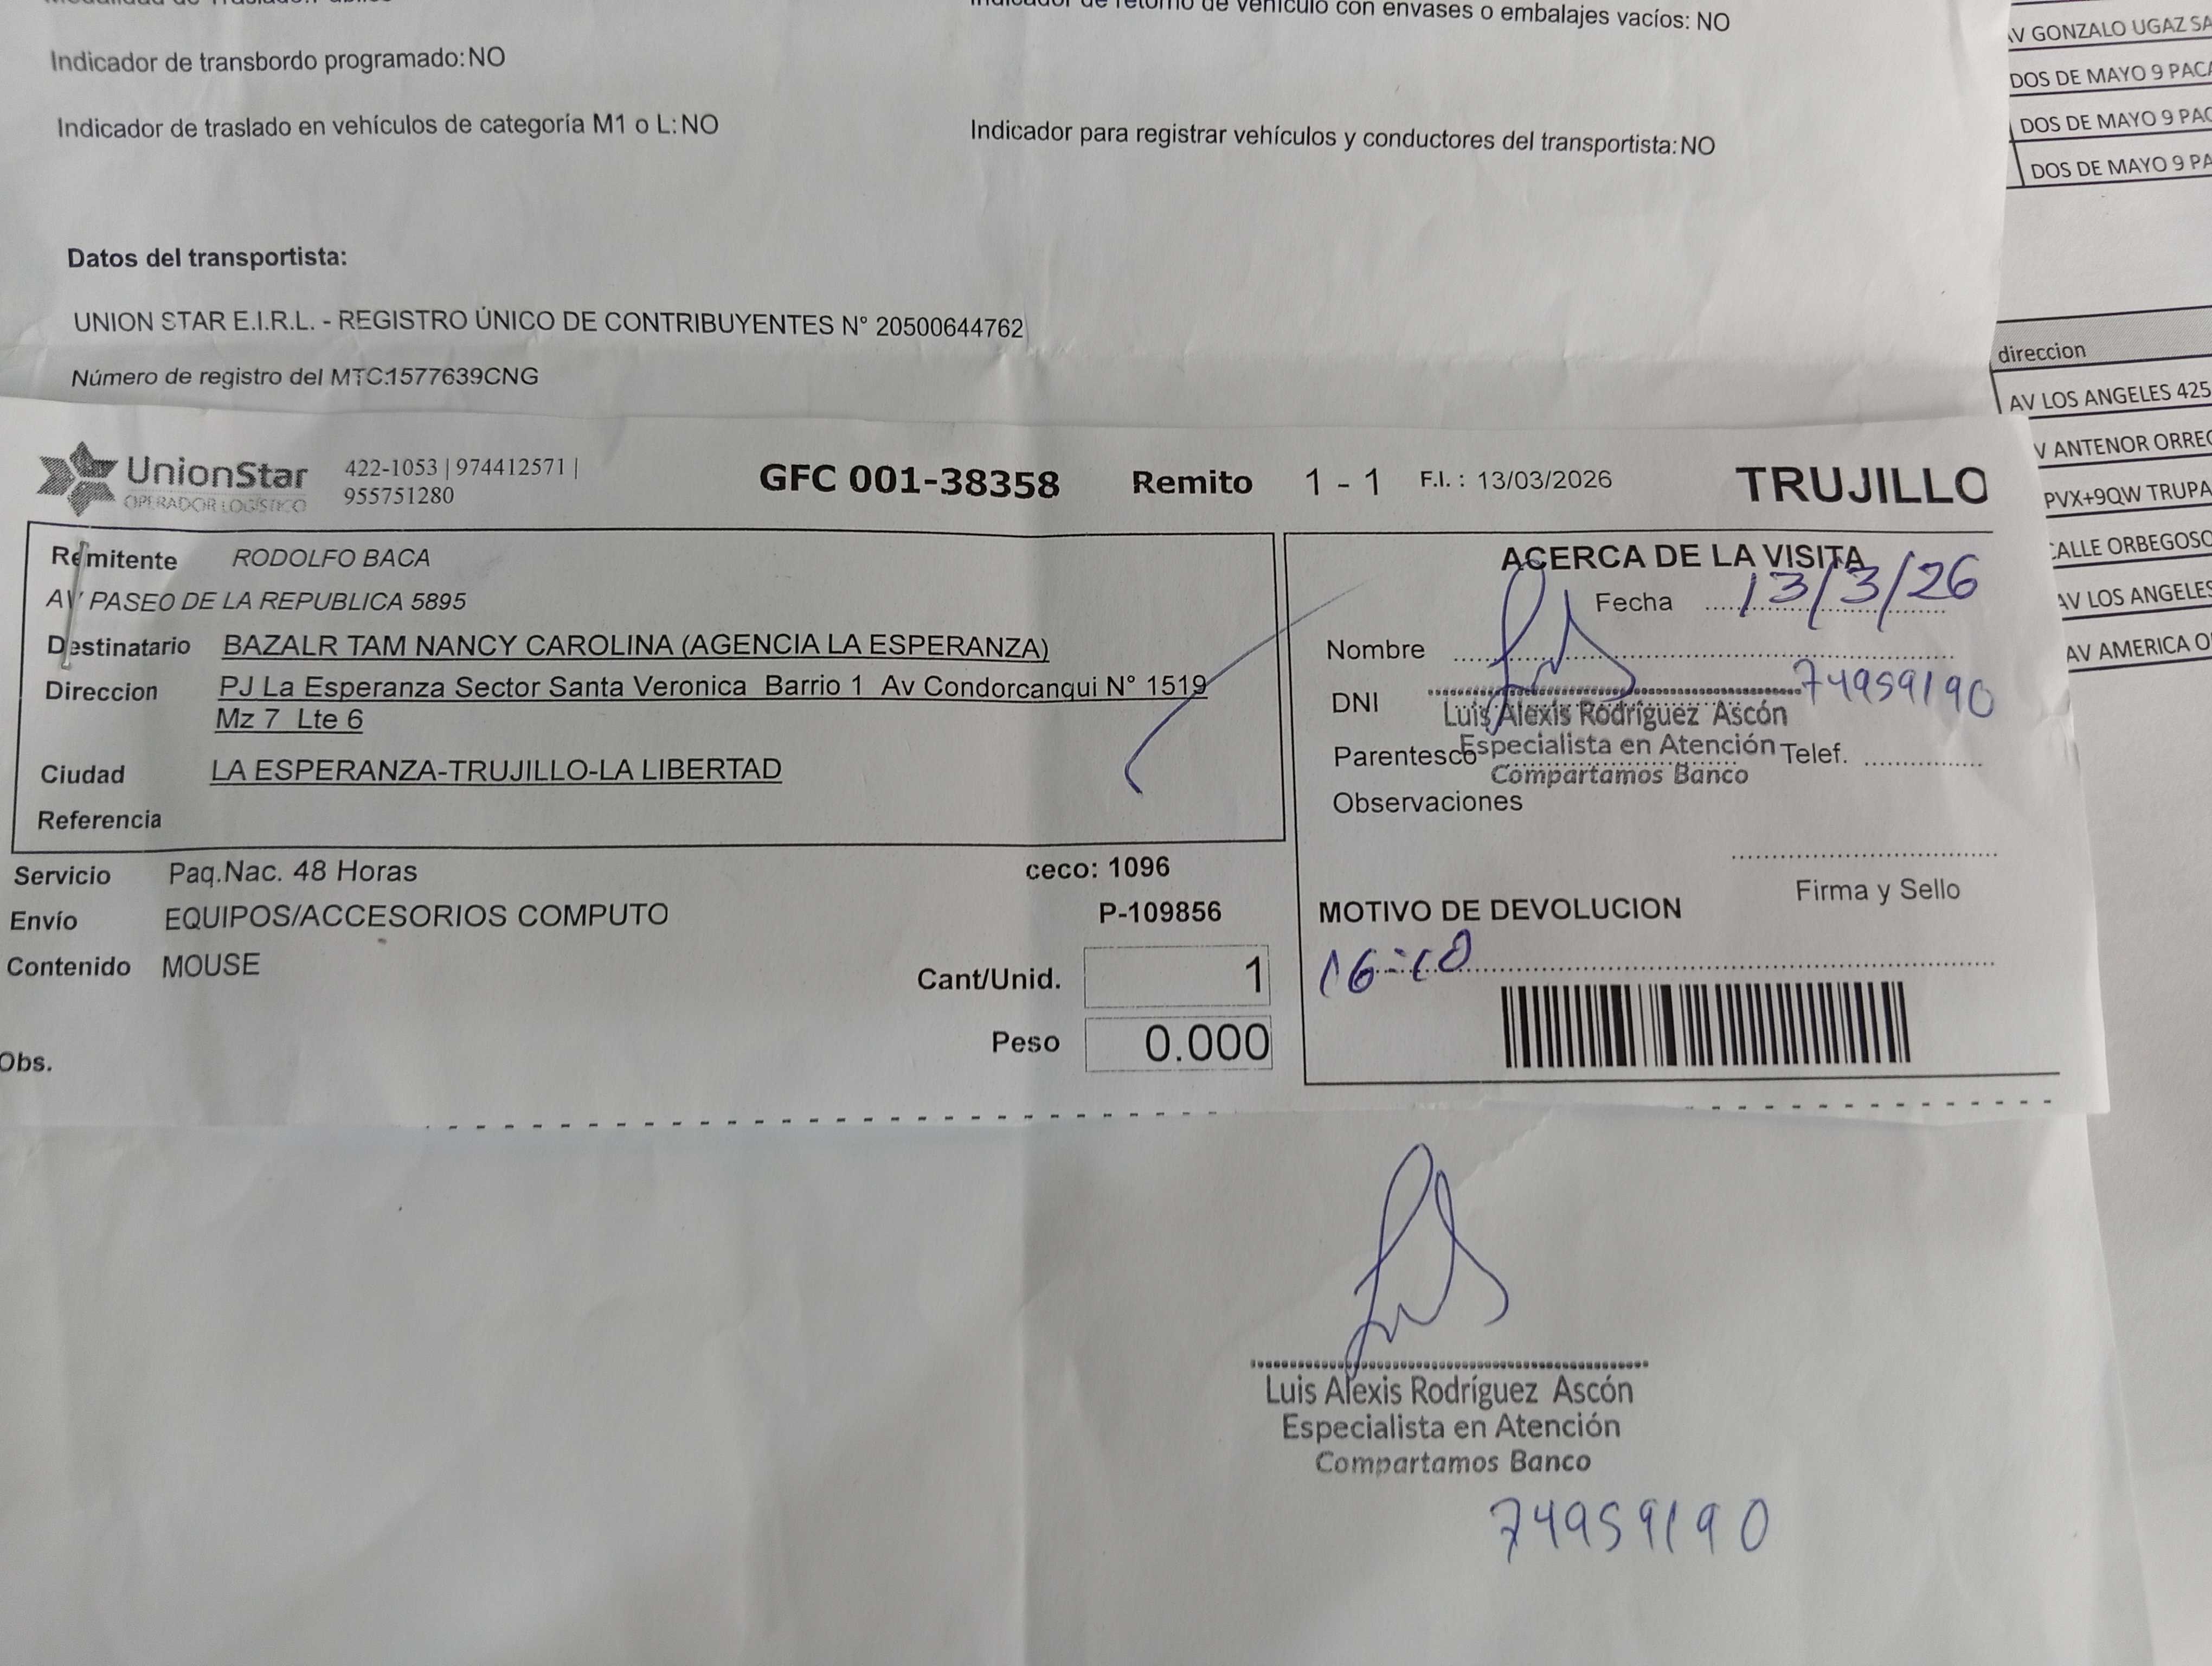 Indicador de retorno de vehículo con envases o embalajes vacíos: NO
Indicador de transbordo programado:NO
Indicador de traslado en vehículos de categoría M1 o L:NO
Indicador para registrar vehículos y conductores del transportista:NO
Datos del transportista:
UNION STAR E.I.R.L. - REGISTRO ÚNICO DE CONTRIBUYENTES N° 20500644762
Número de registro del MTC:1577639CNG
UnionStar
OPERADOR LOGÍSTICO
422-1053 | 974412571 |
955751280
GFC 001-38358 Remito 1 - 1 F.I. : 13/03/2026 TRUJILLO
Remitente RODOLFO BACA
AV PASEO DE LA REPUBLICA 5895
Destinatario BAZALR TAM NANCY CAROLINA (AGENCIA LA ESPERANZA)
Direccion PJ La Esperanza Sector Santa Veronica Barrio 1 Av Condorcanqui N° 1519
Mz 7 Lte 6
Ciudad LA ESPERANZA-TRUJILLO-LA LIBERTAD
Referencia
Servicio Paq.Nac. 48 Horas ceco: 1096
Envío EQUIPOS/ACCESORIOS COMPUTO P-109856
Contenido MOUSE
Cant/Unid. 1
Peso 0.000
Obs.
ACERCA DE LA VISITA
Fecha 13/3/26
Nombre
DNI 74959190
Luis Alexis Rodríguez Ascón
Especialista en Atención
Compartamos Banco
Parentesco Telef.
Observaciones
Firma y Sello
MOTIVO DE DEVOLUCION
16:10
Luis Alexis Rodríguez Ascón
Especialista en Atención
Compartamos Banco
74959190
AV GONZALO UGAZ
DOS DE MAYO 9
DOS DE MAYO 9
DOS DE MAYO 9
direccion
AV LOS ANGELES 425
ANTENOR
PVX+9QW
CALLE ORBEGOSO
AV LOS ANGELES
AV AMERICA